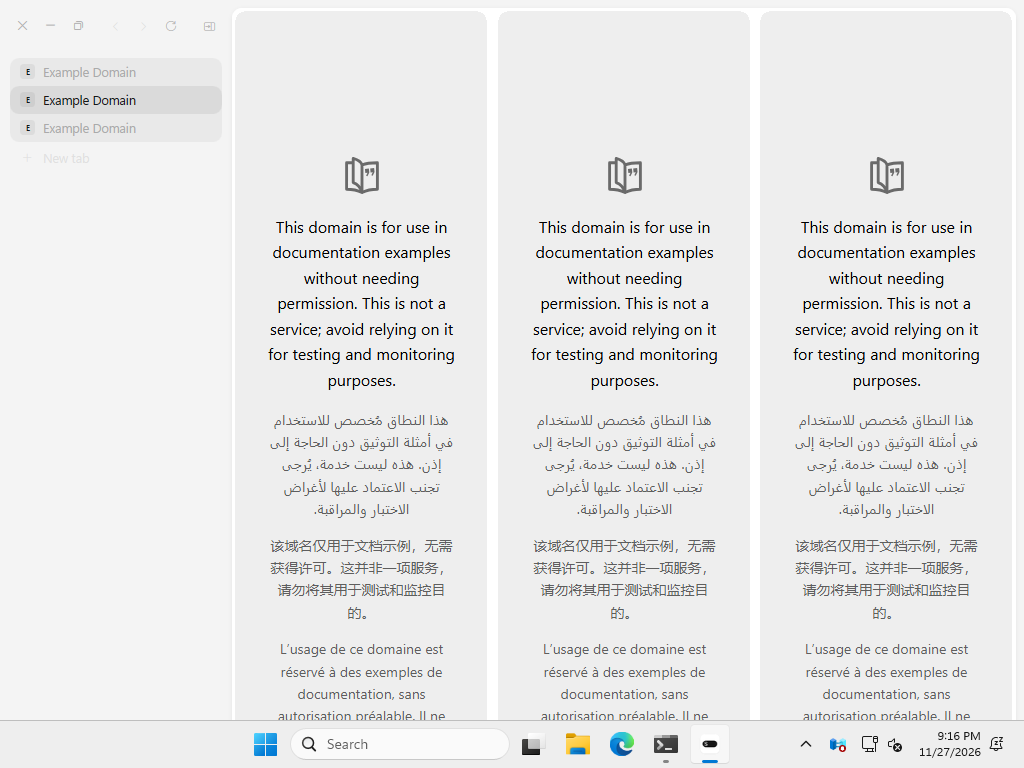 E Example Domain
E Example Domain
E Example Domain
+ New tab
This domain is for use in
documentation examples
without needing
permission. This is not a
service; avoid relying on it
for testing and monitoring
purposes.
هذا النطاق مُخصص للاستخدام
في أمثلة التوثيق دون الحاجة إلى
إذن. هذه ليست خدمة، يُرجى
تجنب الاعتماد عليها لأغراض
الاختبار والمراقبة.
该域名仅用于文档示例，无需
获得许可。这并非一项服务，
请勿将其用于测试和监控目
的。
L’usage de ce domaine est
réservé à des exemples de
documentation, sans
autorisation préalable. Il ne
This domain is for use in
documentation examples
without needing
permission. This is not a
service; avoid relying on it
for testing and monitoring
purposes.
هذا النطاق مُخصص للاستخدام
في أمثلة التوثيق دون الحاجة إلى
إذن. هذه ليست خدمة، يُرجى
تجنب الاعتماد عليها لأغراض
الاختبار والمراقبة.
该域名仅用于文档示例，无需
获得许可。这并非一项服务，
请勿将其用于测试和监控目
的。
L’usage de ce domaine est
réservé à des exemples de
documentation, sans
autorisation préalable. Il ne
This domain is for use in
documentation examples
without needing
permission. This is not a
service; avoid relying on it
for testing and monitoring
purposes.
هذا النطاق مُخصص للاستخدام
في أمثلة التوثيق دون الحاجة إلى
إذن. هذه ليست خدمة، يُرجى
تجنب الاعتماد عليها لأغراض
الاختبار والمراقبة.
该域名仅用于文档示例，无需
获得许可。这并非一项服务，
请勿将其用于测试和监控目
的。
L’usage de ce domaine est
réservé à des exemples de
documentation, sans
autorisation préalable. Il ne
Search
9:16 PM
11/27/2026